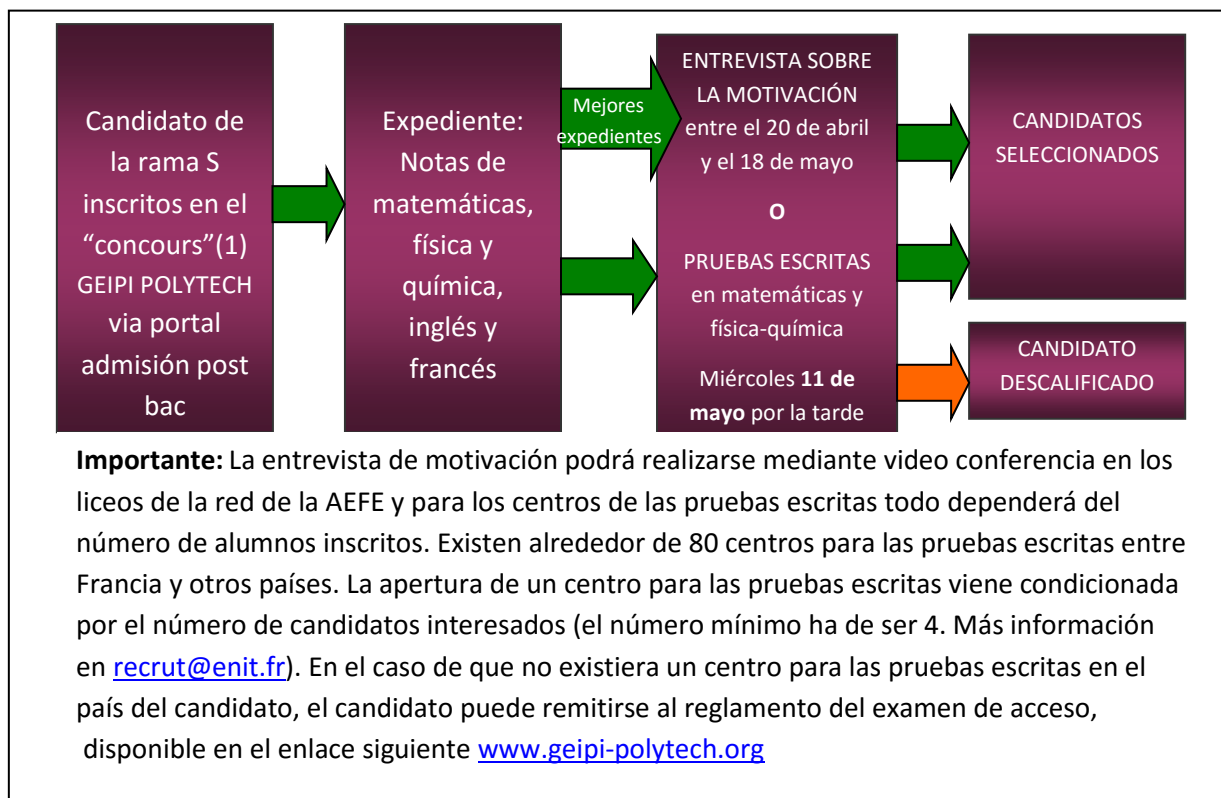 Candidato de
la rama S
inscritos en el
“concours”(1)
GEIPI POLYTECH
via portal
admisión post
bac
Expediente:
Notas de
matemáticas,
física y
química,
inglés y
francés
Mejores
expedientes
ENTREVISTA SOBRE
LA MOTIVACIÓN
entre el 20 de abril
y el 18 de mayo
O
PRUEBAS ESCRITAS
en matemáticas y
física-química
Miércoles 11 de
mayo por la tarde
CANDIDATOS
SELECCIONADOS
CANDIDATO
DESCALIFICADO
Importante: La entrevista de motivación podrá realizarse mediante video conferencia en los
liceos de la red de la AEFE y para los centros de las pruebas escritas todo dependerá del
número de alumnos inscritos. Existen alrededor de 80 centros para las pruebas escritas entre
Francia y otros países. La apertura de un centro para las pruebas escritas viene condicionada
por el número de candidatos interesados (el número mínimo ha de ser 4. Más información
en recrut@enit.fr). En el caso de que no existiera un centro para las pruebas escritas en el
país del candidato, el candidato puede remitirse al reglamento del examen de acceso,
disponible en el enlace siguiente www.geipi-polytech.org